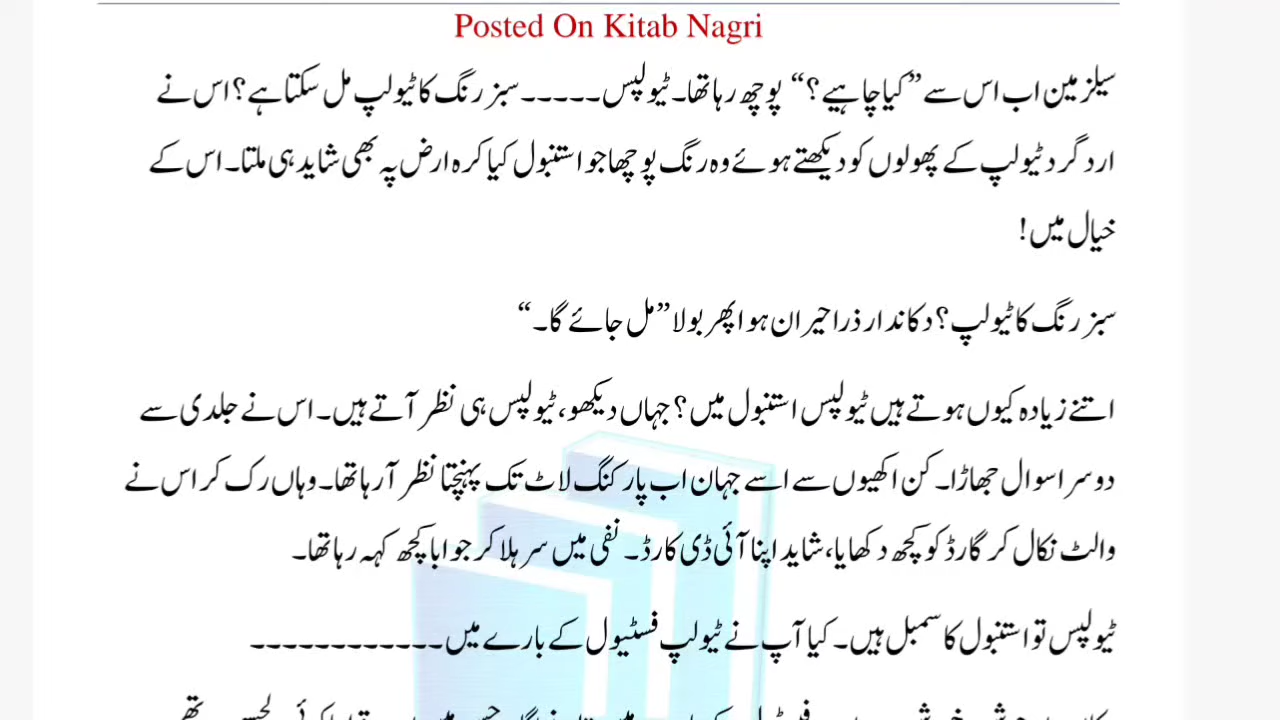 Posted On Kitab Nagri
سیلز مین اب اس سے ”کیا چاہیے؟“ پوچھ رہا تھا۔ ٹیولپس۔۔۔۔۔ سبز رنگ کا ٹیولپ مل سکتا ہے؟ اس نے
ارد گرد ٹیولپ کے پھولوں کو دیکھتے ہوئے وہ رنگ پوچھا جو استنبول کیا کرہ ارض پہ بھی شاید ہی ملتا۔ اس کے
خیال میں!
سبز رنگ کا ٹیولپ؟ دکاندار ذرا حیران ہوا پھر بولا ”مل جائے گا۔“
اتنے زیادہ کیوں ہوتے ہیں ٹیولپس استنبول میں؟ جہاں دیکھو، ٹیولپس ہی نظر آتے ہیں۔ اس نے جلدی سے
دوسرا سوال جھاڑا۔ کن اکھیوں سے اسے جہان اب پارکنگ لاٹ تک پہنچتا نظر آ رہا تھا۔ وہاں رک کر اس نے
والٹ نکال کر گارڈ کو کچھ دکھایا، شاید اپنا آئی ڈی کارڈ۔ نفی میں سر ہلا کر جوابا کچھ کہہ رہا تھا۔
ٹیولپس تو استنبول کا سمبل ہیں۔ کیا آپ نے ٹیولپ فسٹیول کے بارے میں۔۔۔۔۔۔۔۔۔۔۔۔